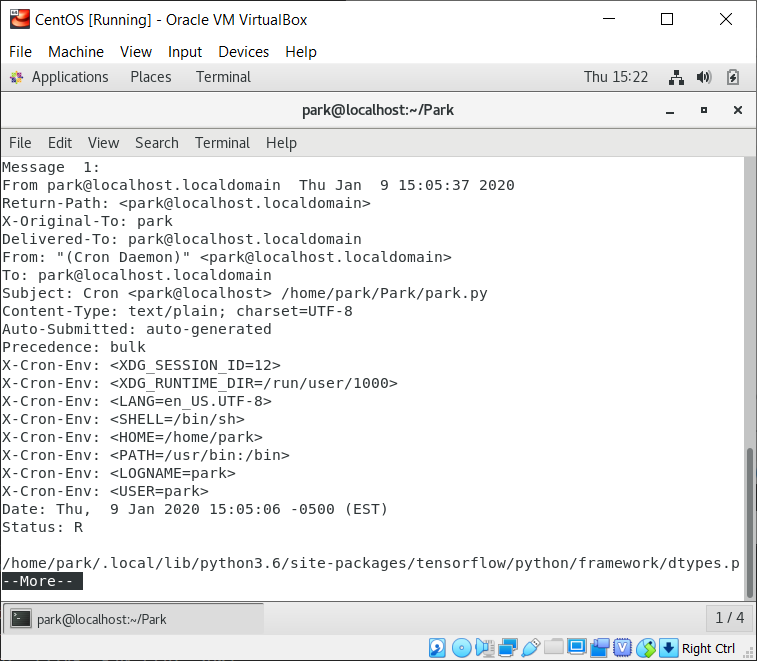 CentOS [Running] - Oracle VM VirtualBox
File Machine View Input Devices Help
Applications Places Terminal Thu 15:22
park@localhost:~/Park
File Edit View Search Terminal Help
Message  1:
From park@localhost.localdomain  Thu Jan  9 15:05:37 2020
Return-Path: <park@localhost.localdomain>
X-Original-To: park
Delivered-To: park@localhost.localdomain
From: "(Cron Daemon)" <park@localhost.localdomain>
To: park@localhost.localdomain
Subject: Cron <park@localhost> /home/park/Park/park.py
Content-Type: text/plain; charset=UTF-8
Auto-Submitted: auto-generated
Precedence: bulk
X-Cron-Env: <XDG_SESSION_ID=12>
X-Cron-Env: <XDG_RUNTIME_DIR=/run/user/1000>
X-Cron-Env: <LANG=en_US.UTF-8>
X-Cron-Env: <SHELL=/bin/sh>
X-Cron-Env: <HOME=/home/park>
X-Cron-Env: <PATH=/usr/bin:/bin>
X-Cron-Env: <LOGNAME=park>
X-Cron-Env: <USER=park>
Date: Thu,  9 Jan 2020 15:05:06 -0500 (EST)
Status: R
/home/park/.local/lib/python3.6/site-packages/tensorflow/python/framework/dtypes.p
--More--
park@localhost:~/Park 1 / 4
Right Ctrl